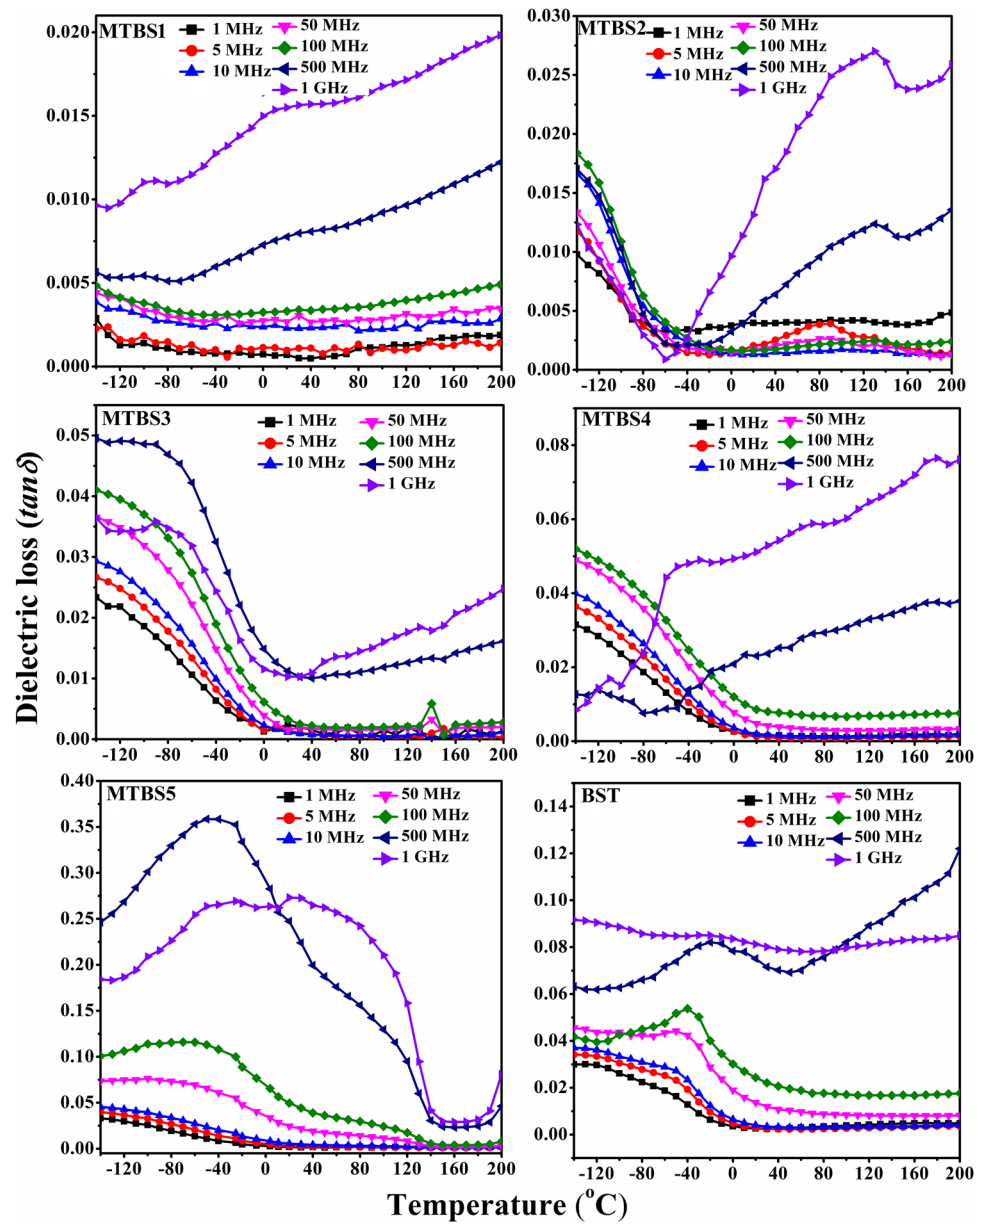 MTBS1
1 MHz
5 MHz
10 MHz
50 MHz
100 MHz
500 MHz
1 GHz
0.020
0.015
0.010
0.005
0.000
-120 -80 -40 0 40 80 120 160 200
MTBS2
1 MHz
5 MHz
10 MHz
50 MHz
100 MHz
500 MHz
1 GHz
0.030
0.025
0.020
0.015
0.010
0.005
0.000
-120 -80 -40 0 40 80 120 160 200
MTBS3
1 MHz
5 MHz
10 MHz
50 MHz
100 MHz
500 MHz
1 GHz
0.05
0.04
0.03
0.02
0.01
0.00
-120 -80 -40 0 40 80 120 160 200
MTBS4
1 MHz
5 MHz
10 MHz
50 MHz
100 MHz
500 MHz
1 GHz
0.08
0.06
0.04
0.02
0.00
-120 -80 -40 0 40 80 120 160 200
MTBS5
1 MHz
5 MHz
10 MHz
50 MHz
100 MHz
500 MHz
1 GHz
0.40
0.35
0.30
0.25
0.20
0.15
0.10
0.05
0.00
-120 -80 -40 0 40 80 120 160 200
BST
1 MHz
5 MHz
10 MHz
50 MHz
100 MHz
500 MHz
1 GHz
0.14
0.12
0.10
0.08
0.06
0.04
0.02
0.00
-120 -80 -40 0 40 80 120 160 200
Dielectric loss (tanδ)
Temperature (°C)